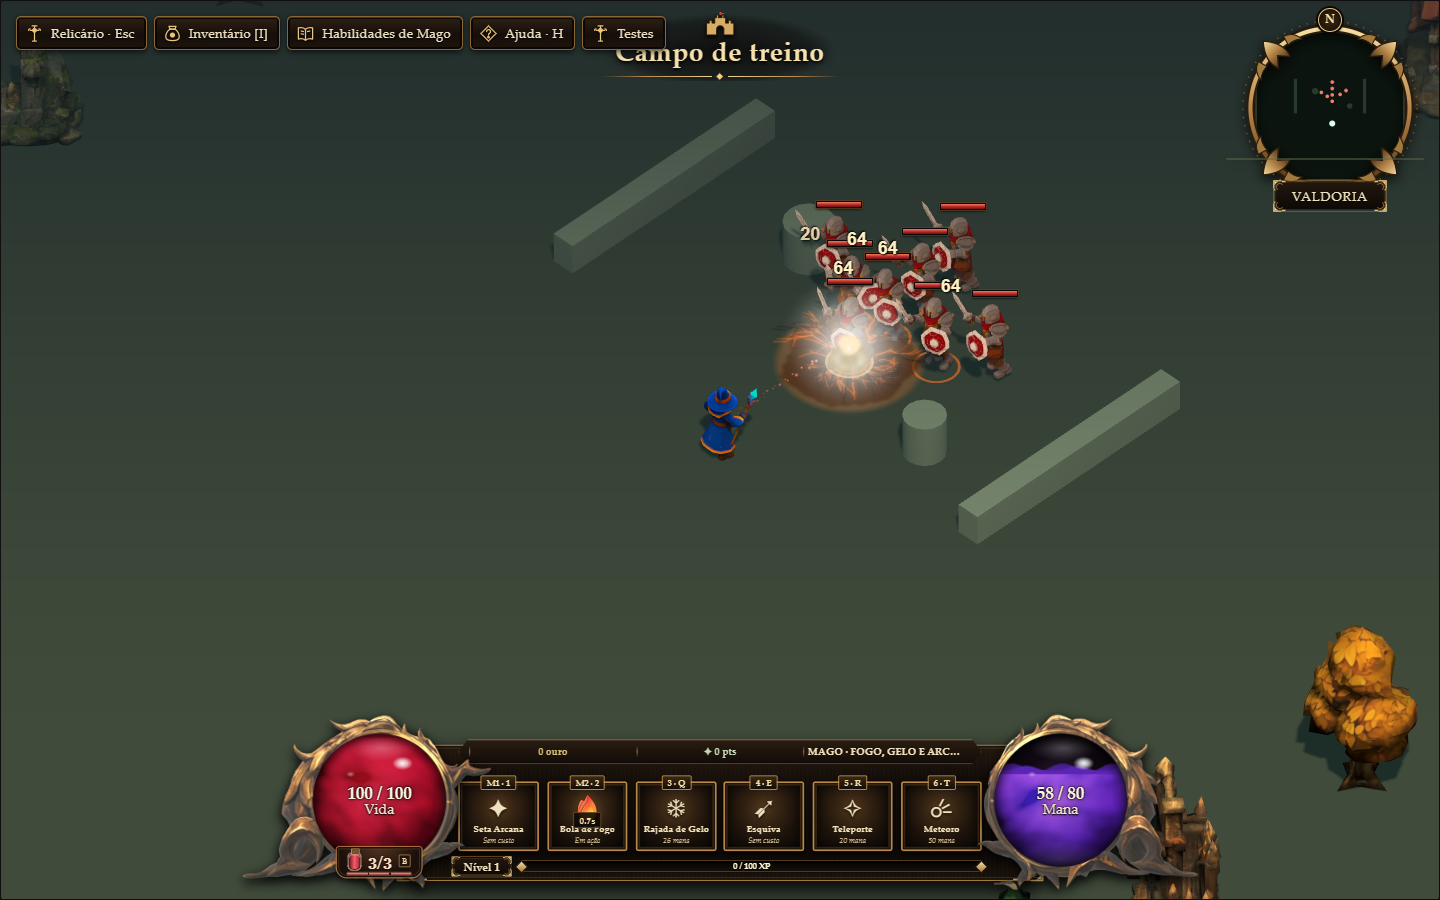 Relicário · Esc
Inventário [I]
Habilidades de Mago
Ajuda · H
Testes
Campo de treino
N
VALDORIA
20
64
64
64
64
0 ouro
0 pts
MAGO · FOGO, GELO E ARC...
100 / 100
Vida
3/3
B
M1 · 1
Seta Arcana
Sem custo
M2 · 2
0.7s
Bola de Fogo
Em ação
3 · Q
Rajada de Gelo
26 mana
4 · E
Esquiva
Sem custo
5 · R
Teleporte
20 mana
6 · T
Meteoro
50 mana
58 / 80
Mana
Nível 1
0 / 100 XP